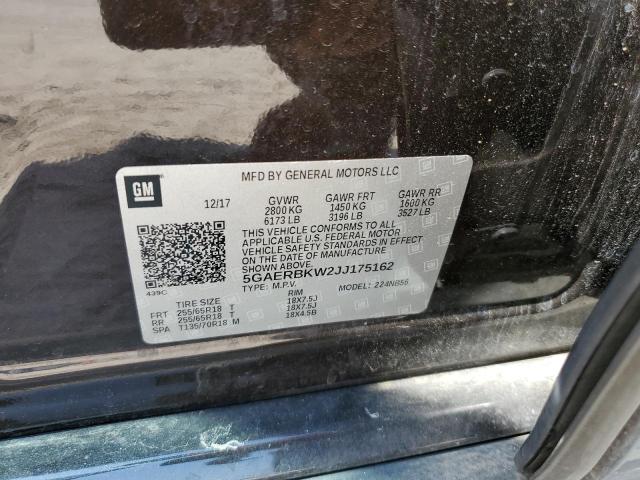 GM
MFD BY GENERAL MOTORS LLC
12/17 GVWR GAWR FRT GAWR RR
2800 KG 1450 KG 1600 KG
6173 LB 3196 LB 3527 LB
THIS VEHICLE CONFORMS TO ALL
APPLICABLE U.S. FEDERAL MOTOR
VEHICLE SAFETY STANDARDS IN EFFECT
ON THE DATE OF MANUFACTURE
SHOWN ABOVE.
439C 5GAERBKW2JJ175162
TYPE: M.P.V. MODEL: 224NB56
TIRE SIZE RIM
FRT 255/65R18 T 18X7.5J
RR 255/65R18 T 18X7.5J
SPA T135/70R18 M 18X4.5B